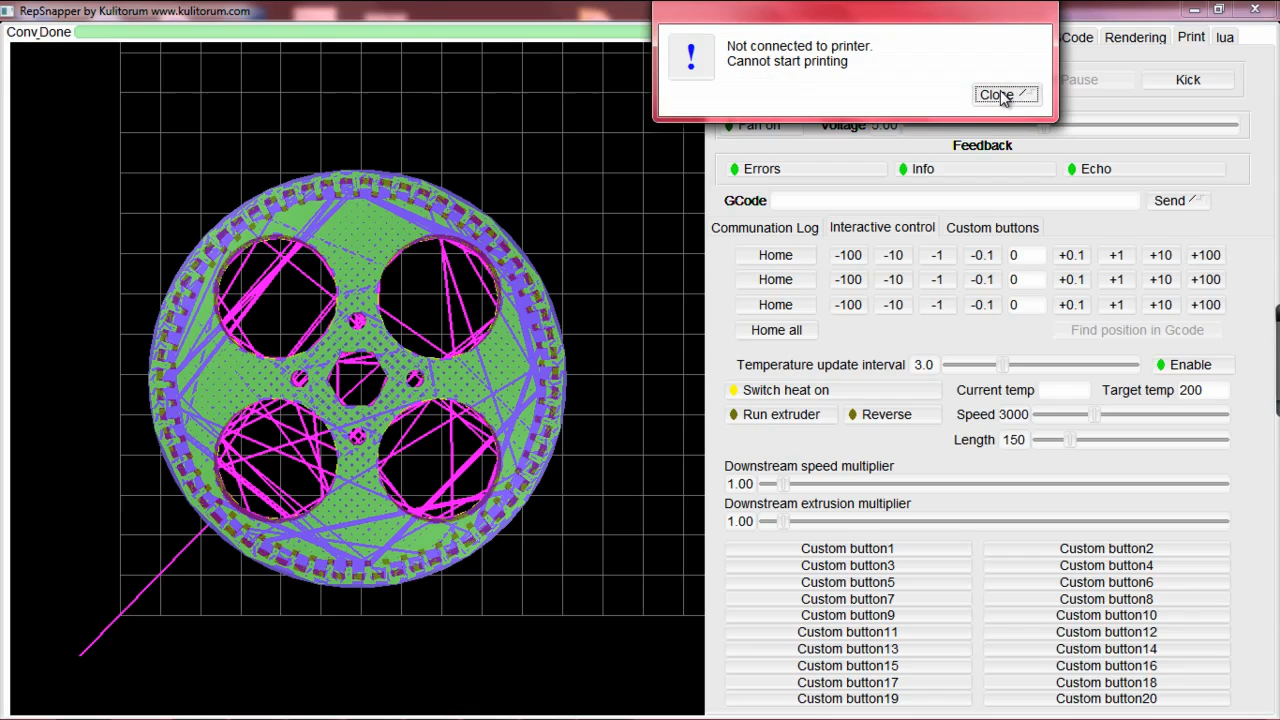 RepSnapper by Kulitorum www.kulitorum.com
Conv_Done
Not connected to printer.
Cannot start printing
Close
Code Rendering Print lua
Pause Kick
Fan on Voltage 5.00
Feedback
Errors Info Echo
GCode Send
Communation Log Interactive control Custom buttons
Home -100 -10 -1 -0.1 0 +0.1 +1 +10 +100
Home -100 -10 -1 -0.1 0 +0.1 +1 +10 +100
Home -100 -10 -1 -0.1 0 +0.1 +1 +10 +100
Home all Find position in Gcode
Temperature update interval 3.0 Enable
Switch heat on Current temp Target temp 200
Run extruder Reverse Speed 3000
Length 150
Downstream speed multiplier
1.00
Downstream extrusion multiplier
1.00
Custom button1 Custom button2
Custom button3 Custom button4
Custom button5 Custom button6
Custom button7 Custom button8
Custom button9 Custom button10
Custom button11 Custom button12
Custom button13 Custom button14
Custom button15 Custom button16
Custom button17 Custom button18
Custom button19 Custom button20